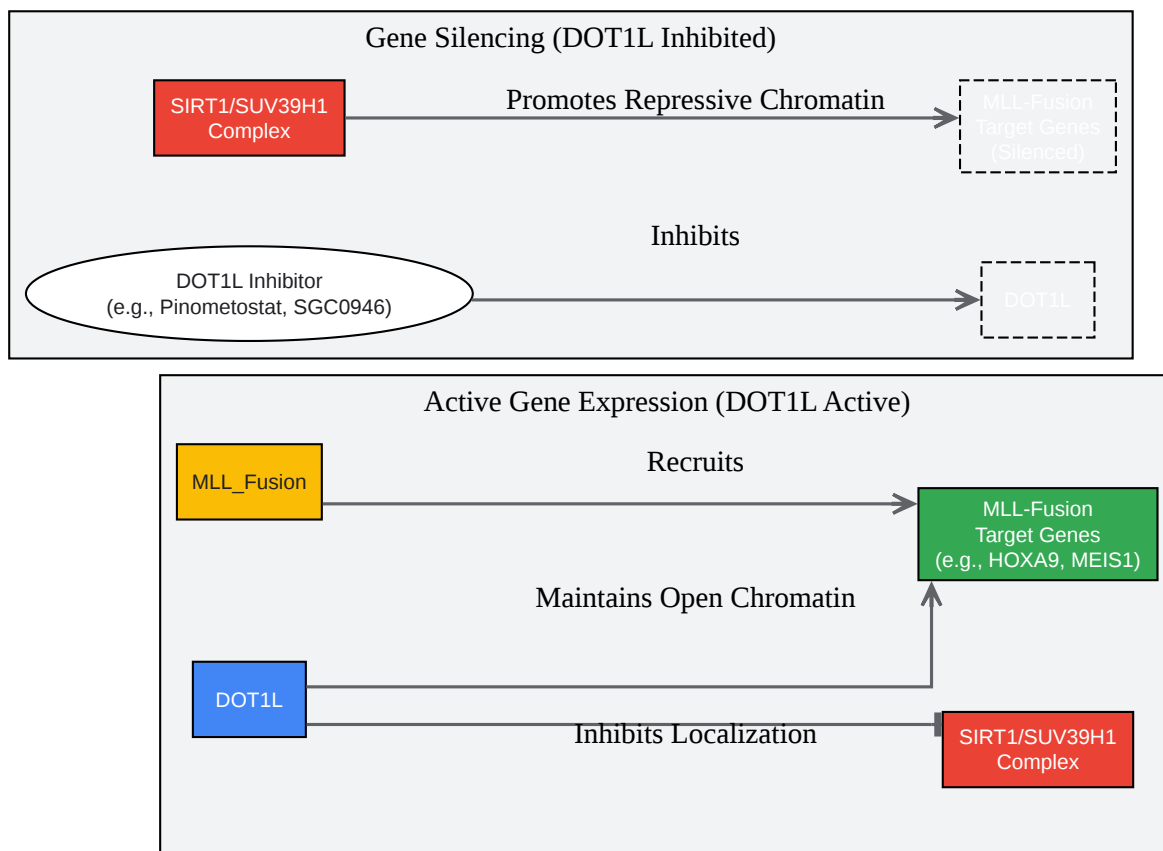 Gene Silencing (DOT1L Inhibited)
SIRT1/SUV39H1
Complex
Promotes Repressive Chromatin
MLL-Fusion
Target Genes
(Silenced)
Inhibits
DOT1L Inhibitor
(e.g., Pinometostat, SGC0946)
DOT1L
Active Gene Expression (DOT1L Active)
MLL_Fusion
Recruits
MLL-Fusion
Target Genes
(e.g., HOXA9, MEIS1)
Maintains Open Chromatin
DOT1L
Inhibits Localization
SIRT1/SUV39H1
Complex